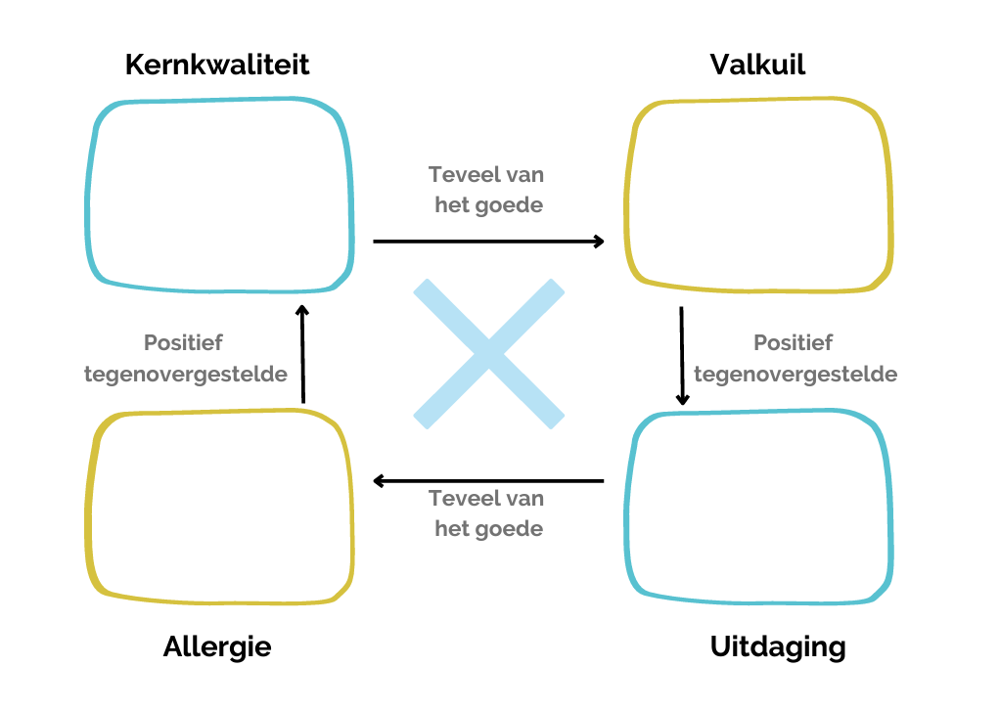 Kernkwaliteit
Valkuil
Teveel van
het goede
Positief
tegenovergestelde
Positief
tegenovergestelde
Teveel van
het goede
Allergie
Uitdaging